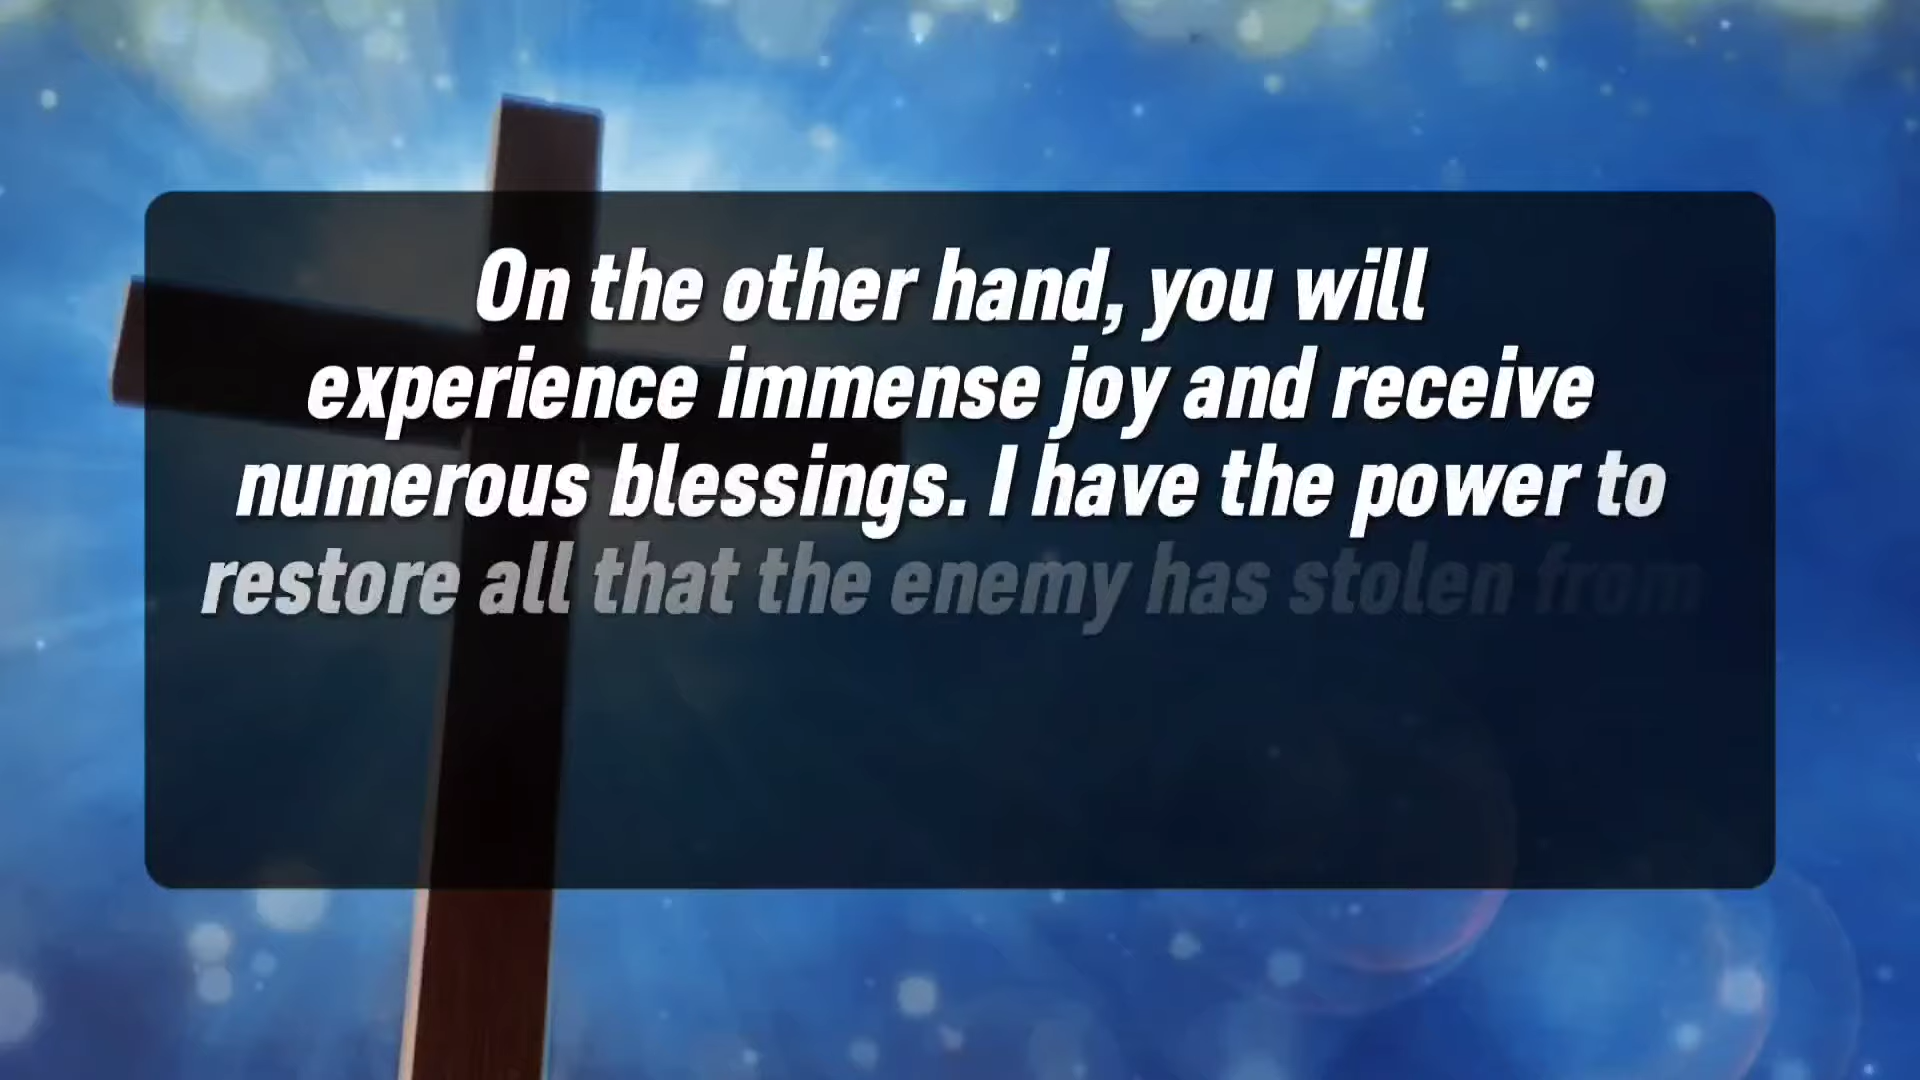 On the other hand, you will
experience immense joy and receive
numerous blessings. I have the power to
restore all that the enemy has stolen from